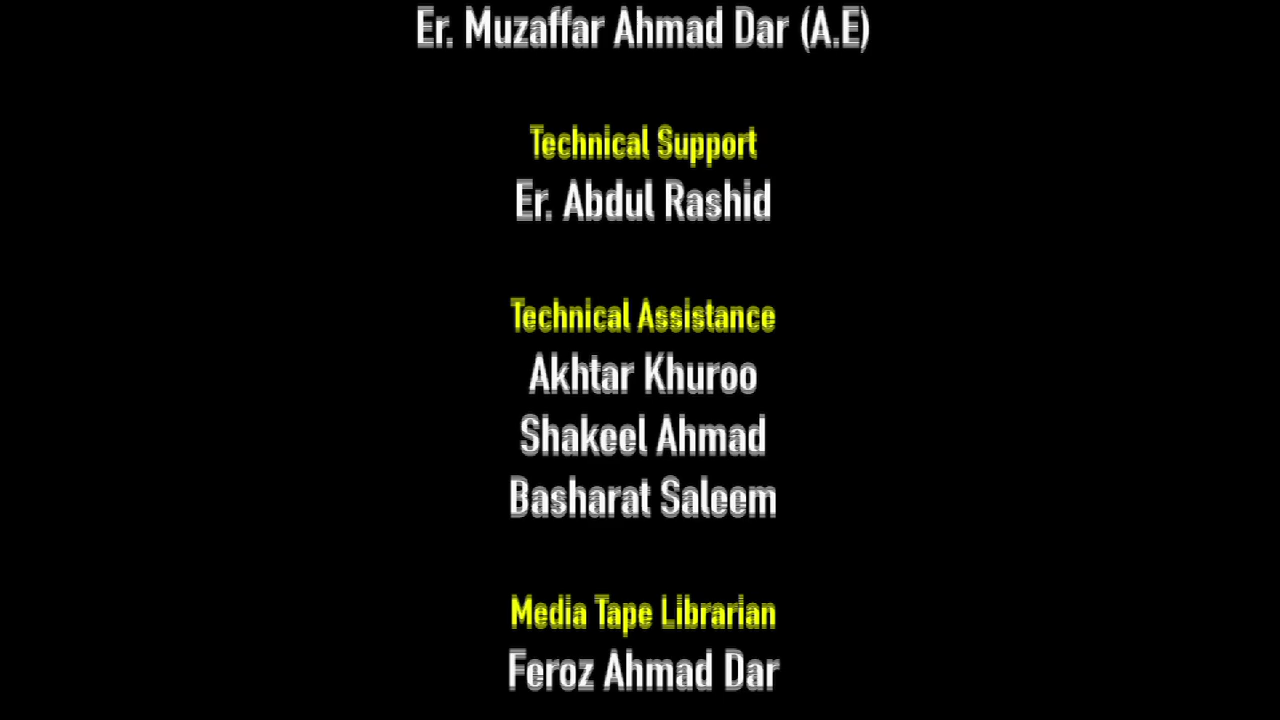 Er. Muzaffar Ahmad Dar (A.E)
Technical Support
Er. Abdul Rashid
Technical Assistance
Akhtar Khuroo
Shakeel Ahmad
Basharat Saleem
Media Tape Librarian
Feroz Ahmad Dar